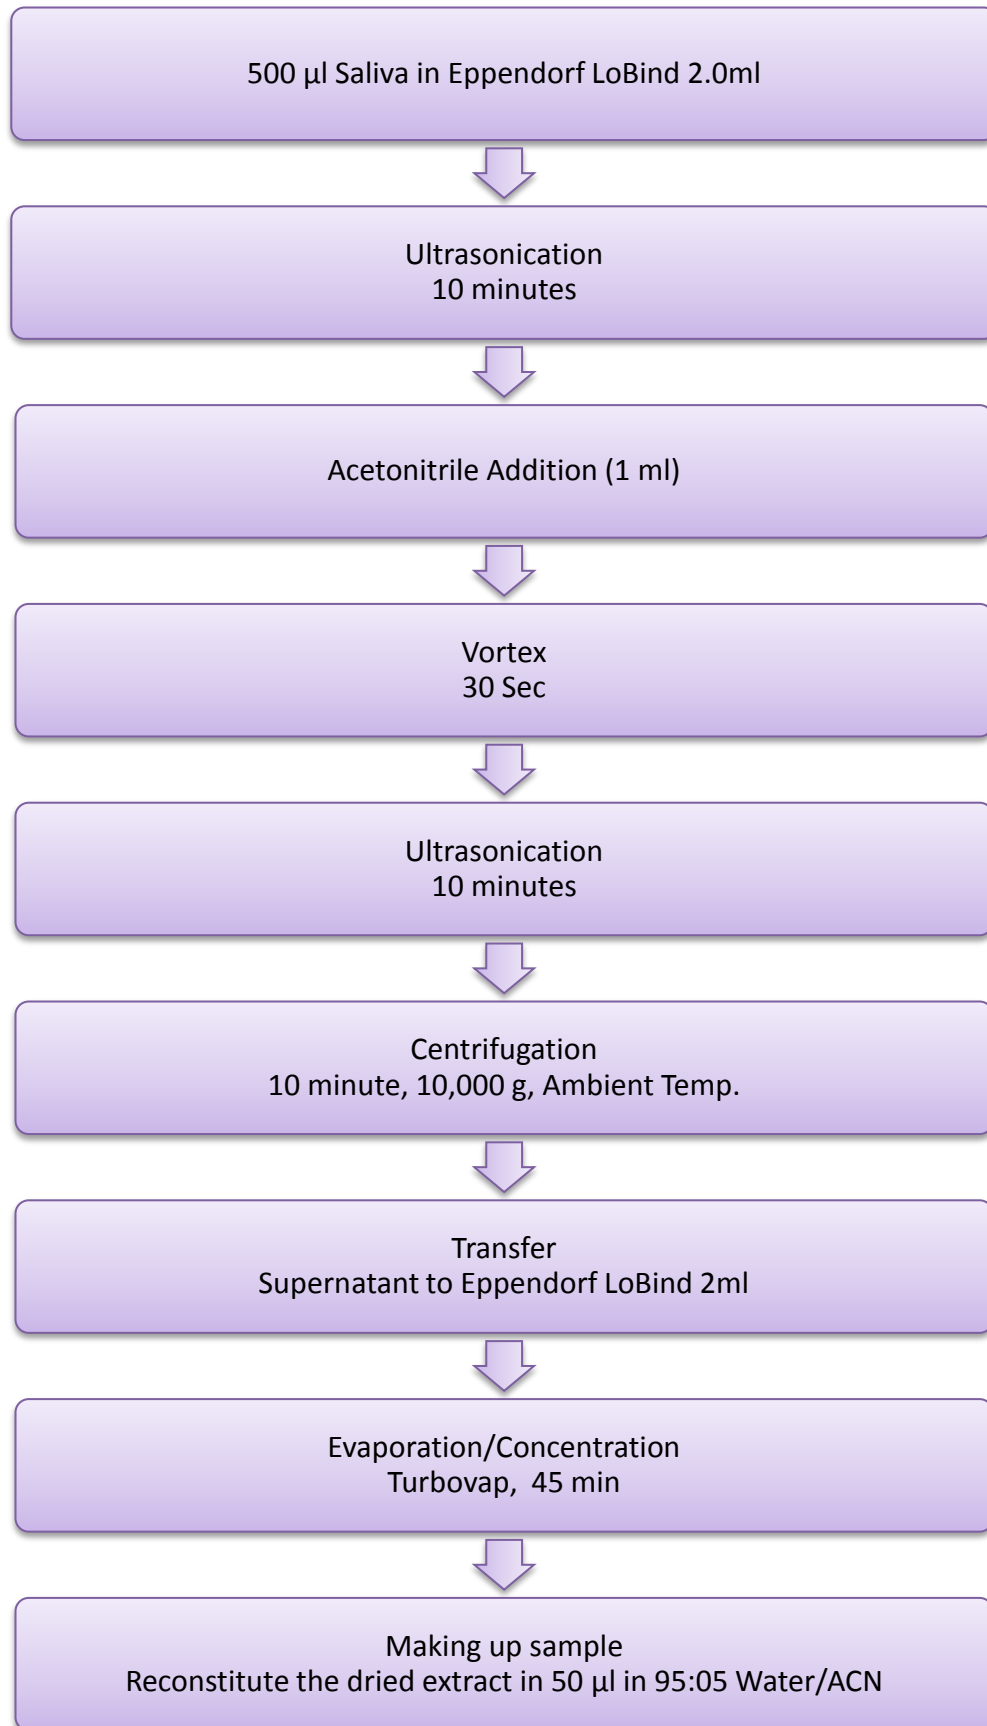 500 µl Saliva in Eppendorf LoBind 2.0ml
Ultrasonication
10 minutes
Acetonitrile Addition (1 ml)
Vortex
30 Sec
Ultrasonication
10 minutes
Centrifugation
10 minute, 10,000 g, Ambient Temp.
Transfer
Supernatant to Eppendorf LoBind 2ml
Evaporation/Concentration
Turbovap, 45 min
Making up sample
Reconstitute the dried extract in 50 µl in 95:05 Water/ACN